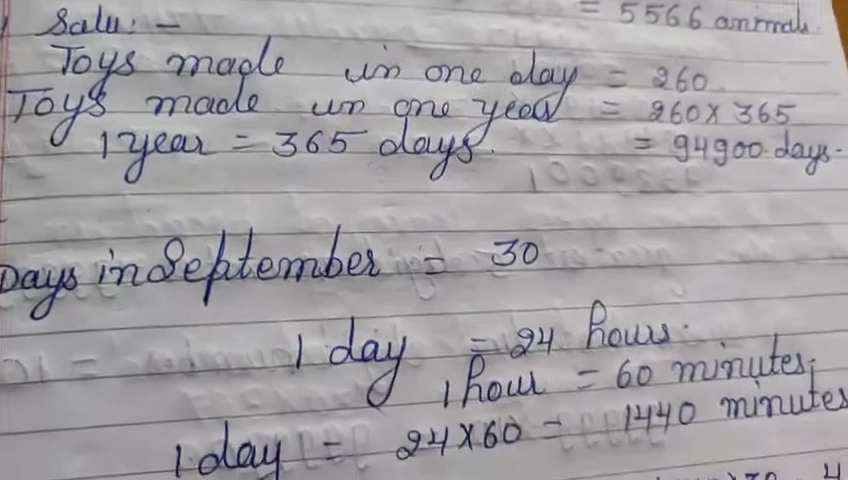 = 5566 animals.
Solu:-
Toys made in one day = 260
Toys made in one year = 260 x 365
1 year = 365 days. = 94900 days.
Days in September = 30
1 day = 24 hours.
1 hour = 60 minutes;
1 day = 24 x 60 = 1440 minutes